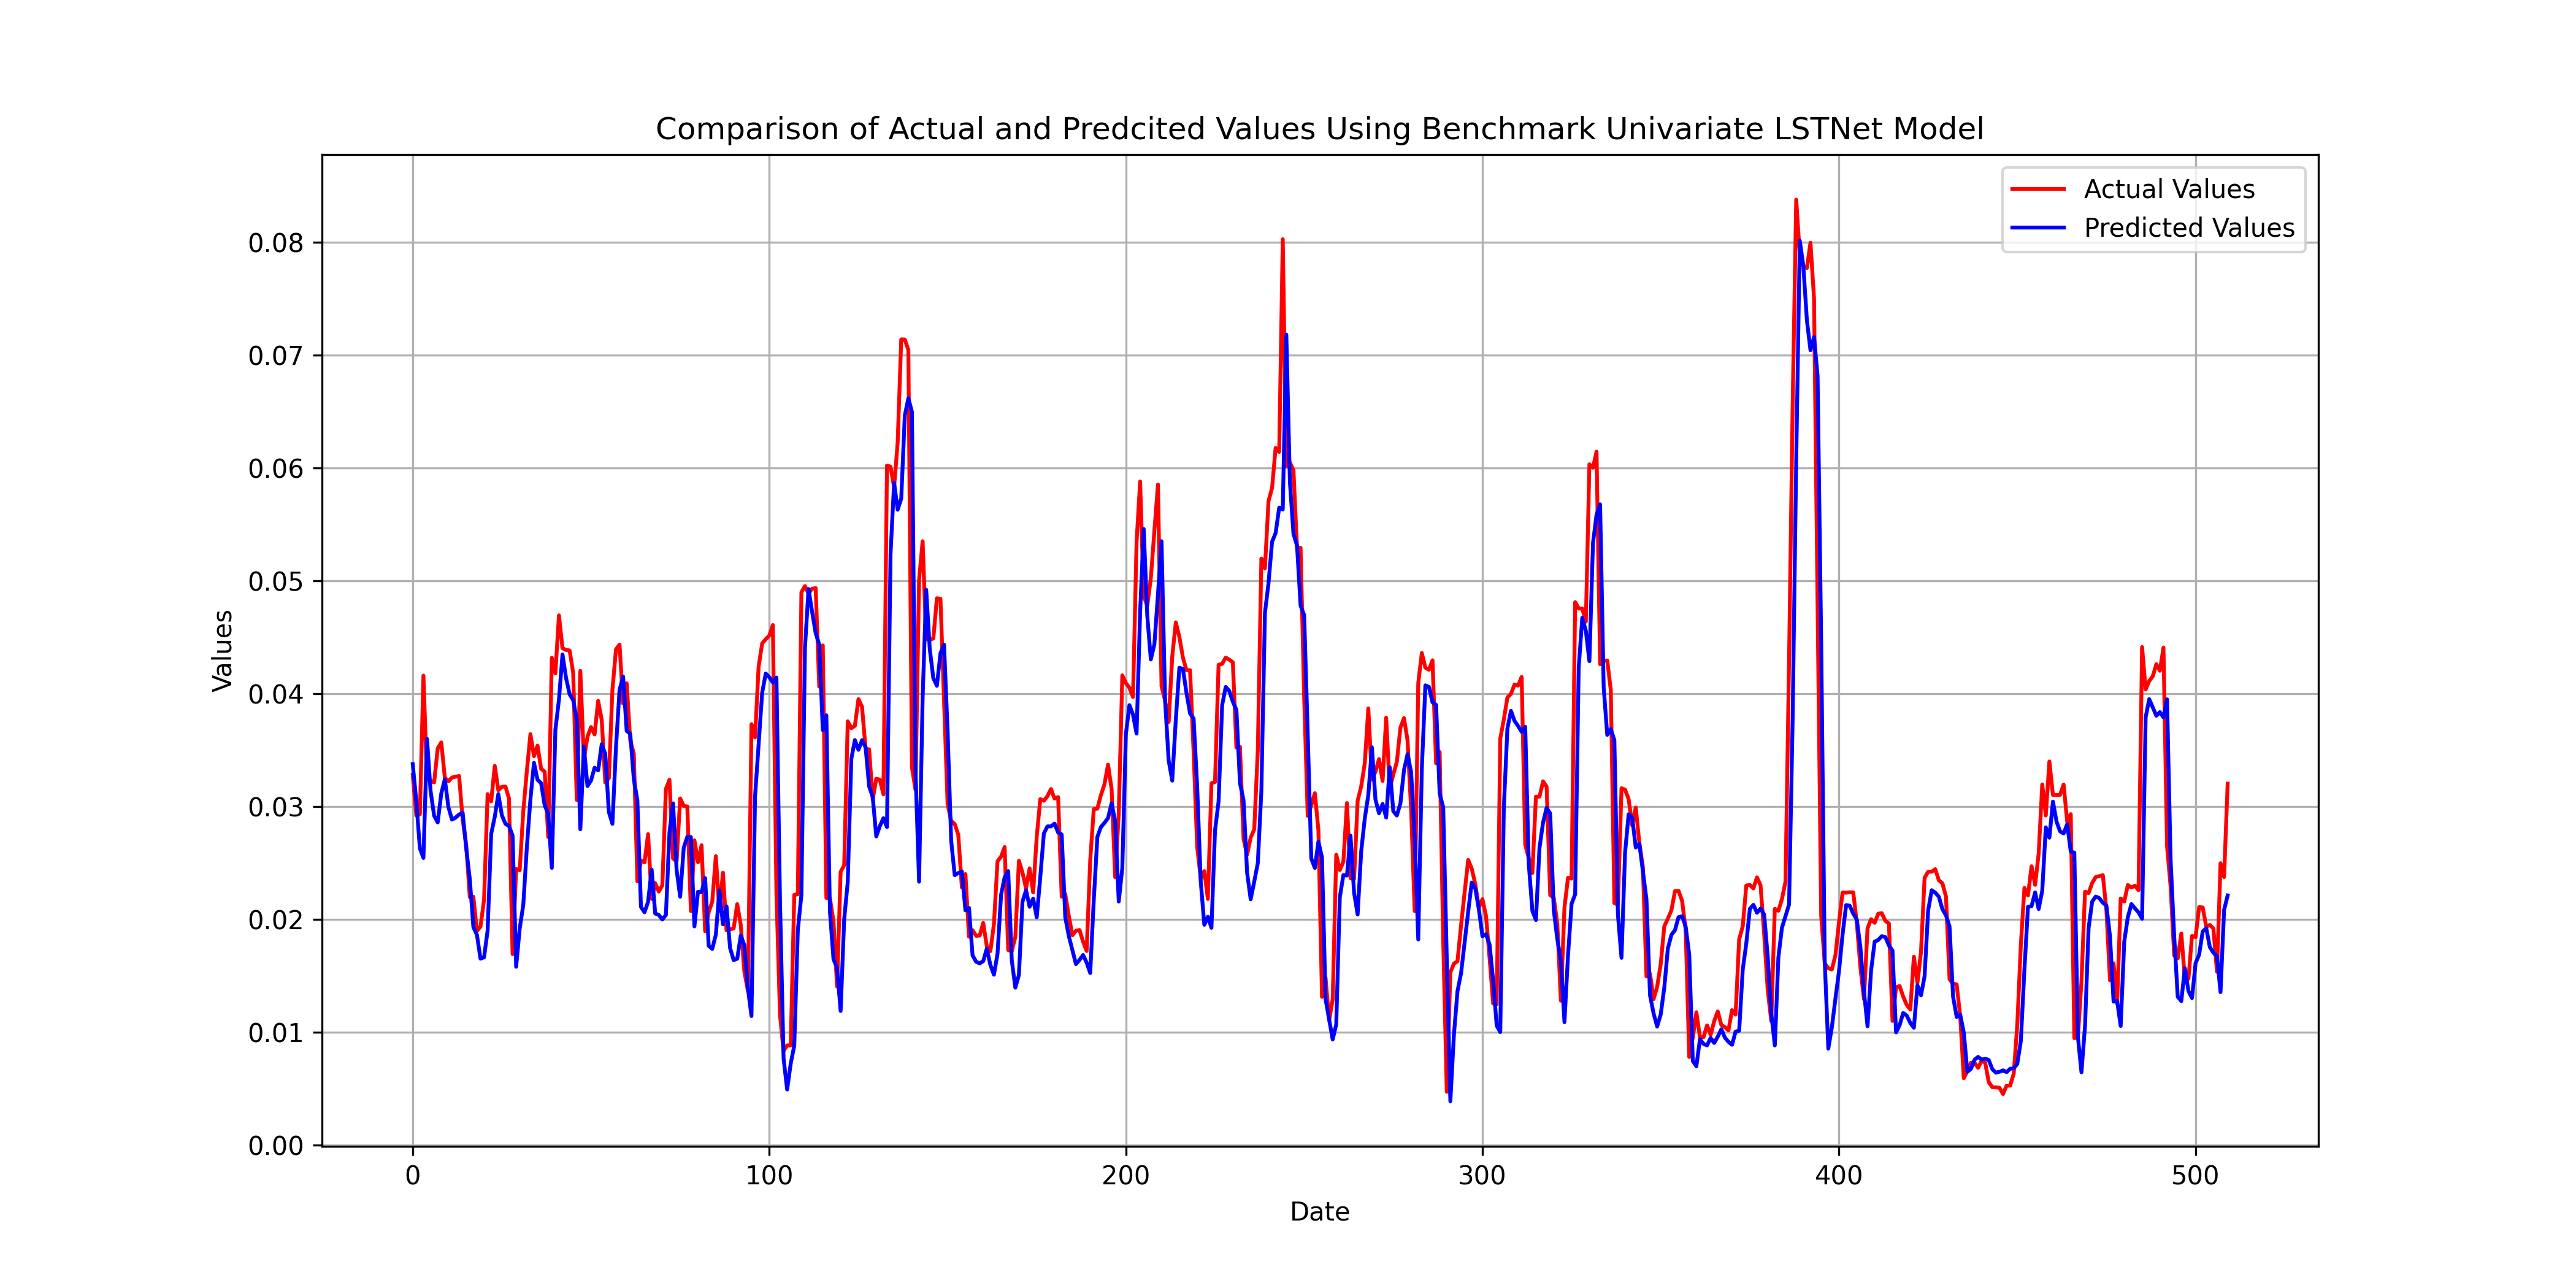 Comparison of Actual and Predcited Values Using Benchmark Univariate LSTNet Model
Actual Values
Predicted Values
Values
0.08
0.07
0.06
0.05
0.04
0.03
0.02
0.01
0.00
0 100 200 300 400 500
Date